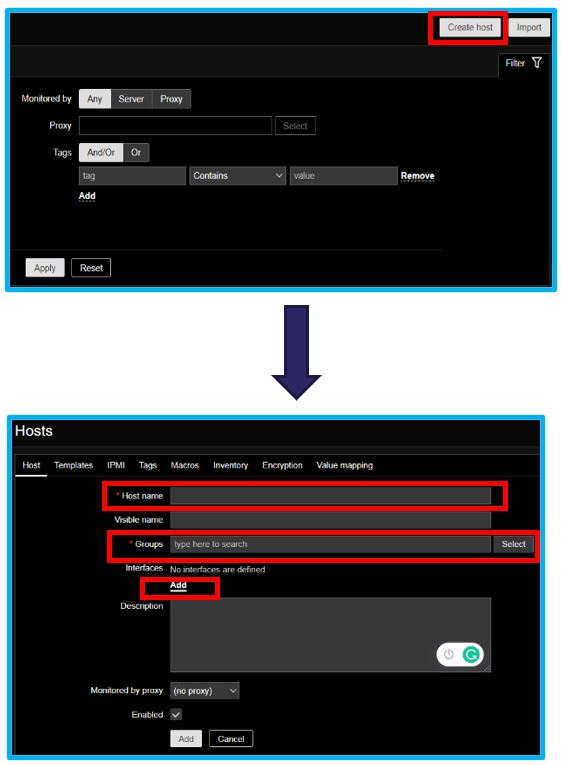 Create host Import
Filter
Monitored by Any Server Proxy
Proxy Select
Tags And/Or Or
tag Contains value Remove
Add
Apply Reset
Hosts
Host Templates IPMI Tags Macros Inventory Encryption Value mapping
* Host name
Visible name
* Groups type here to search Select
Interfaces No interfaces are defined.
Add
Description
Monitored by proxy (no proxy)
Enabled
Add Cancel